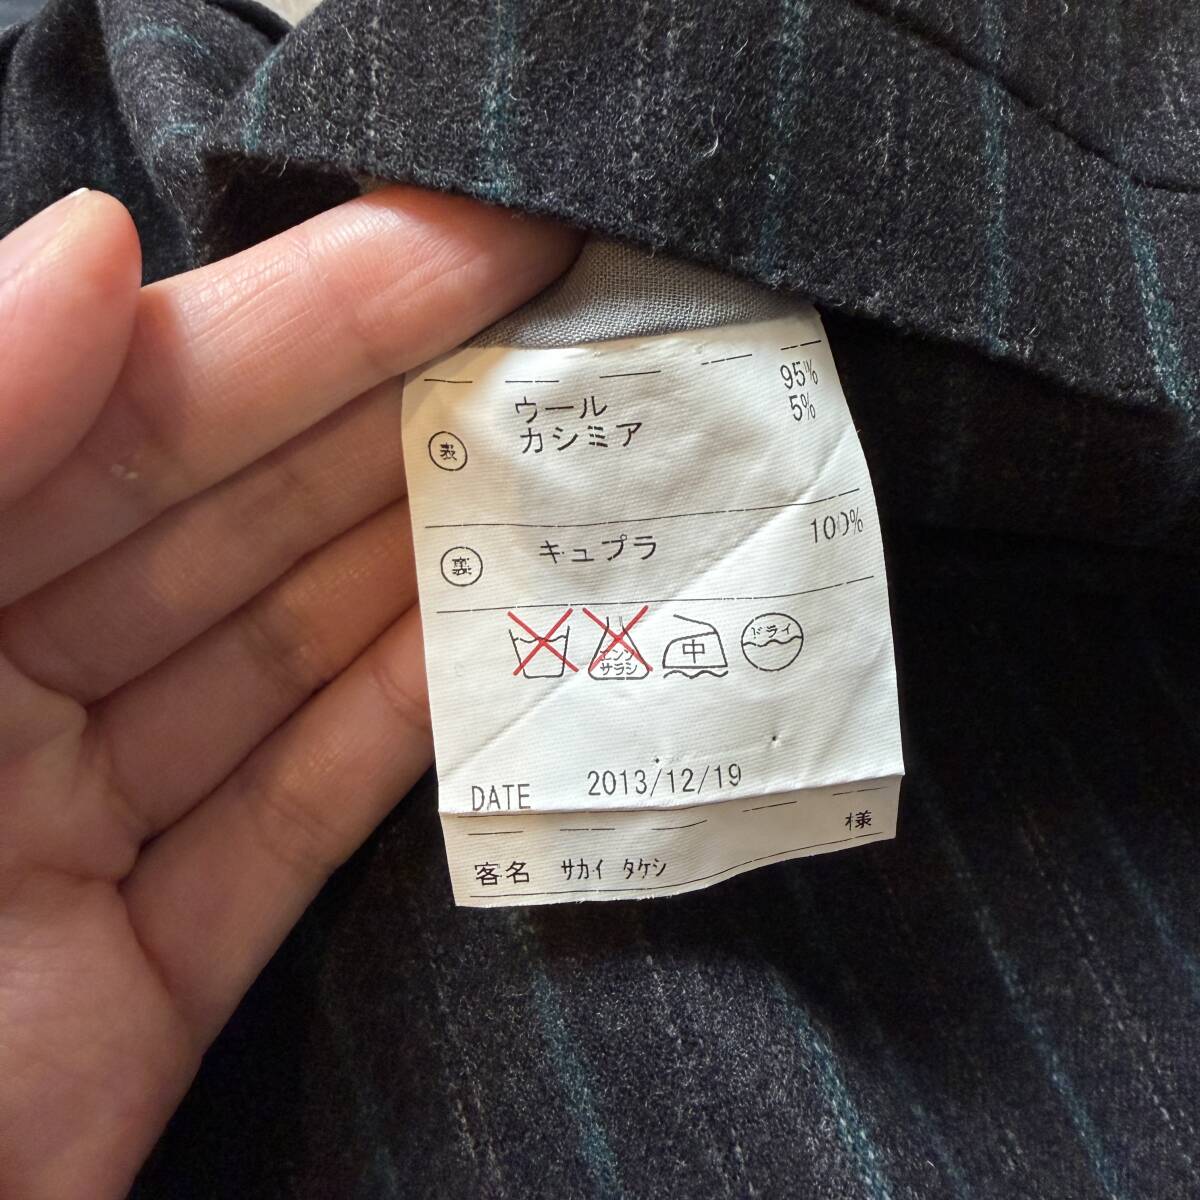 ウール 95%
表 カシミア 5%
裏 キュプラ 100%
エンソ
サラシ
中
ドライ
DATE 2013/12/19
客名 サカイ タケシ 様